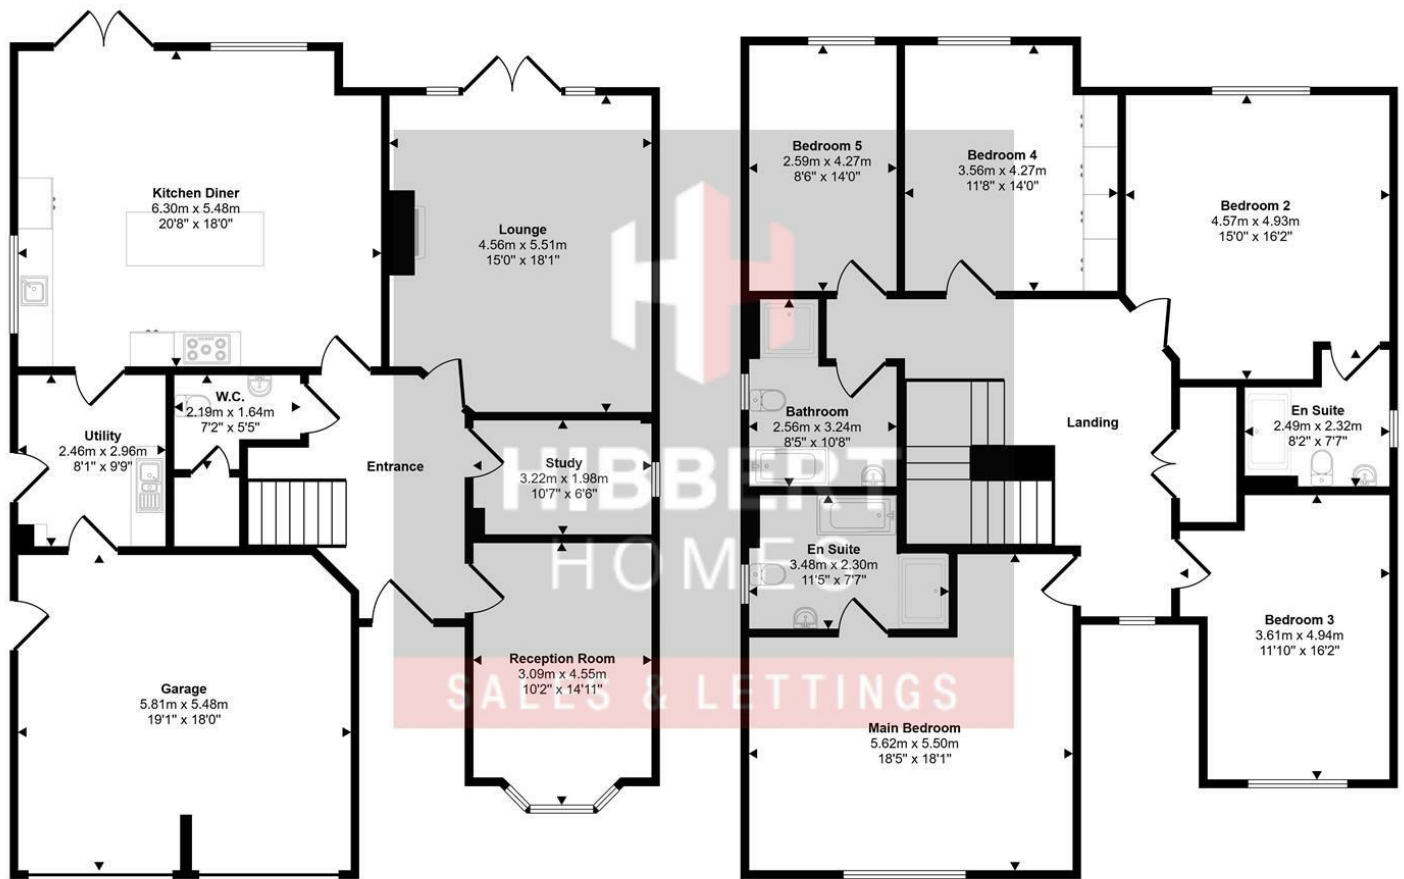 Kitchen Diner
6.30m x 5.48m
20'8" x 18'0"
Lounge
4.56m x 5.51m
15'0" x 18'1"
Utility
2.46m x 2.96m
8'1" x 9'9"
W.C.
2.19m x 1.64m
7'2" x 5'5"
Entrance
Study
3.22m x 1.98m
10'7" x 6'6"
Reception Room
3.09m x 4.55m
10'2" x 14'11"
Garage
5.81m x 5.48m
19'1" x 18'0"
Bedroom 5
2.59m x 4.27m
8'6" x 14'0"
Bedroom 4
3.56m x 4.27m
11'8" x 14'0"
Bedroom 2
4.57m x 4.93m
15'0" x 16'2"
Bathroom
2.56m x 3.24m
8'5" x 10'8"
Landing
En Suite
2.49m x 2.32m
8'2" x 7'7"
En Suite
3.48m x 2.30m
11'5" x 7'7"
Bedroom 3
3.61m x 4.94m
11'10" x 16'2"
Main Bedroom
5.62m x 5.50m
18'5" x 18'1"
HIBBERT
HOMES
SALES & LETTINGS